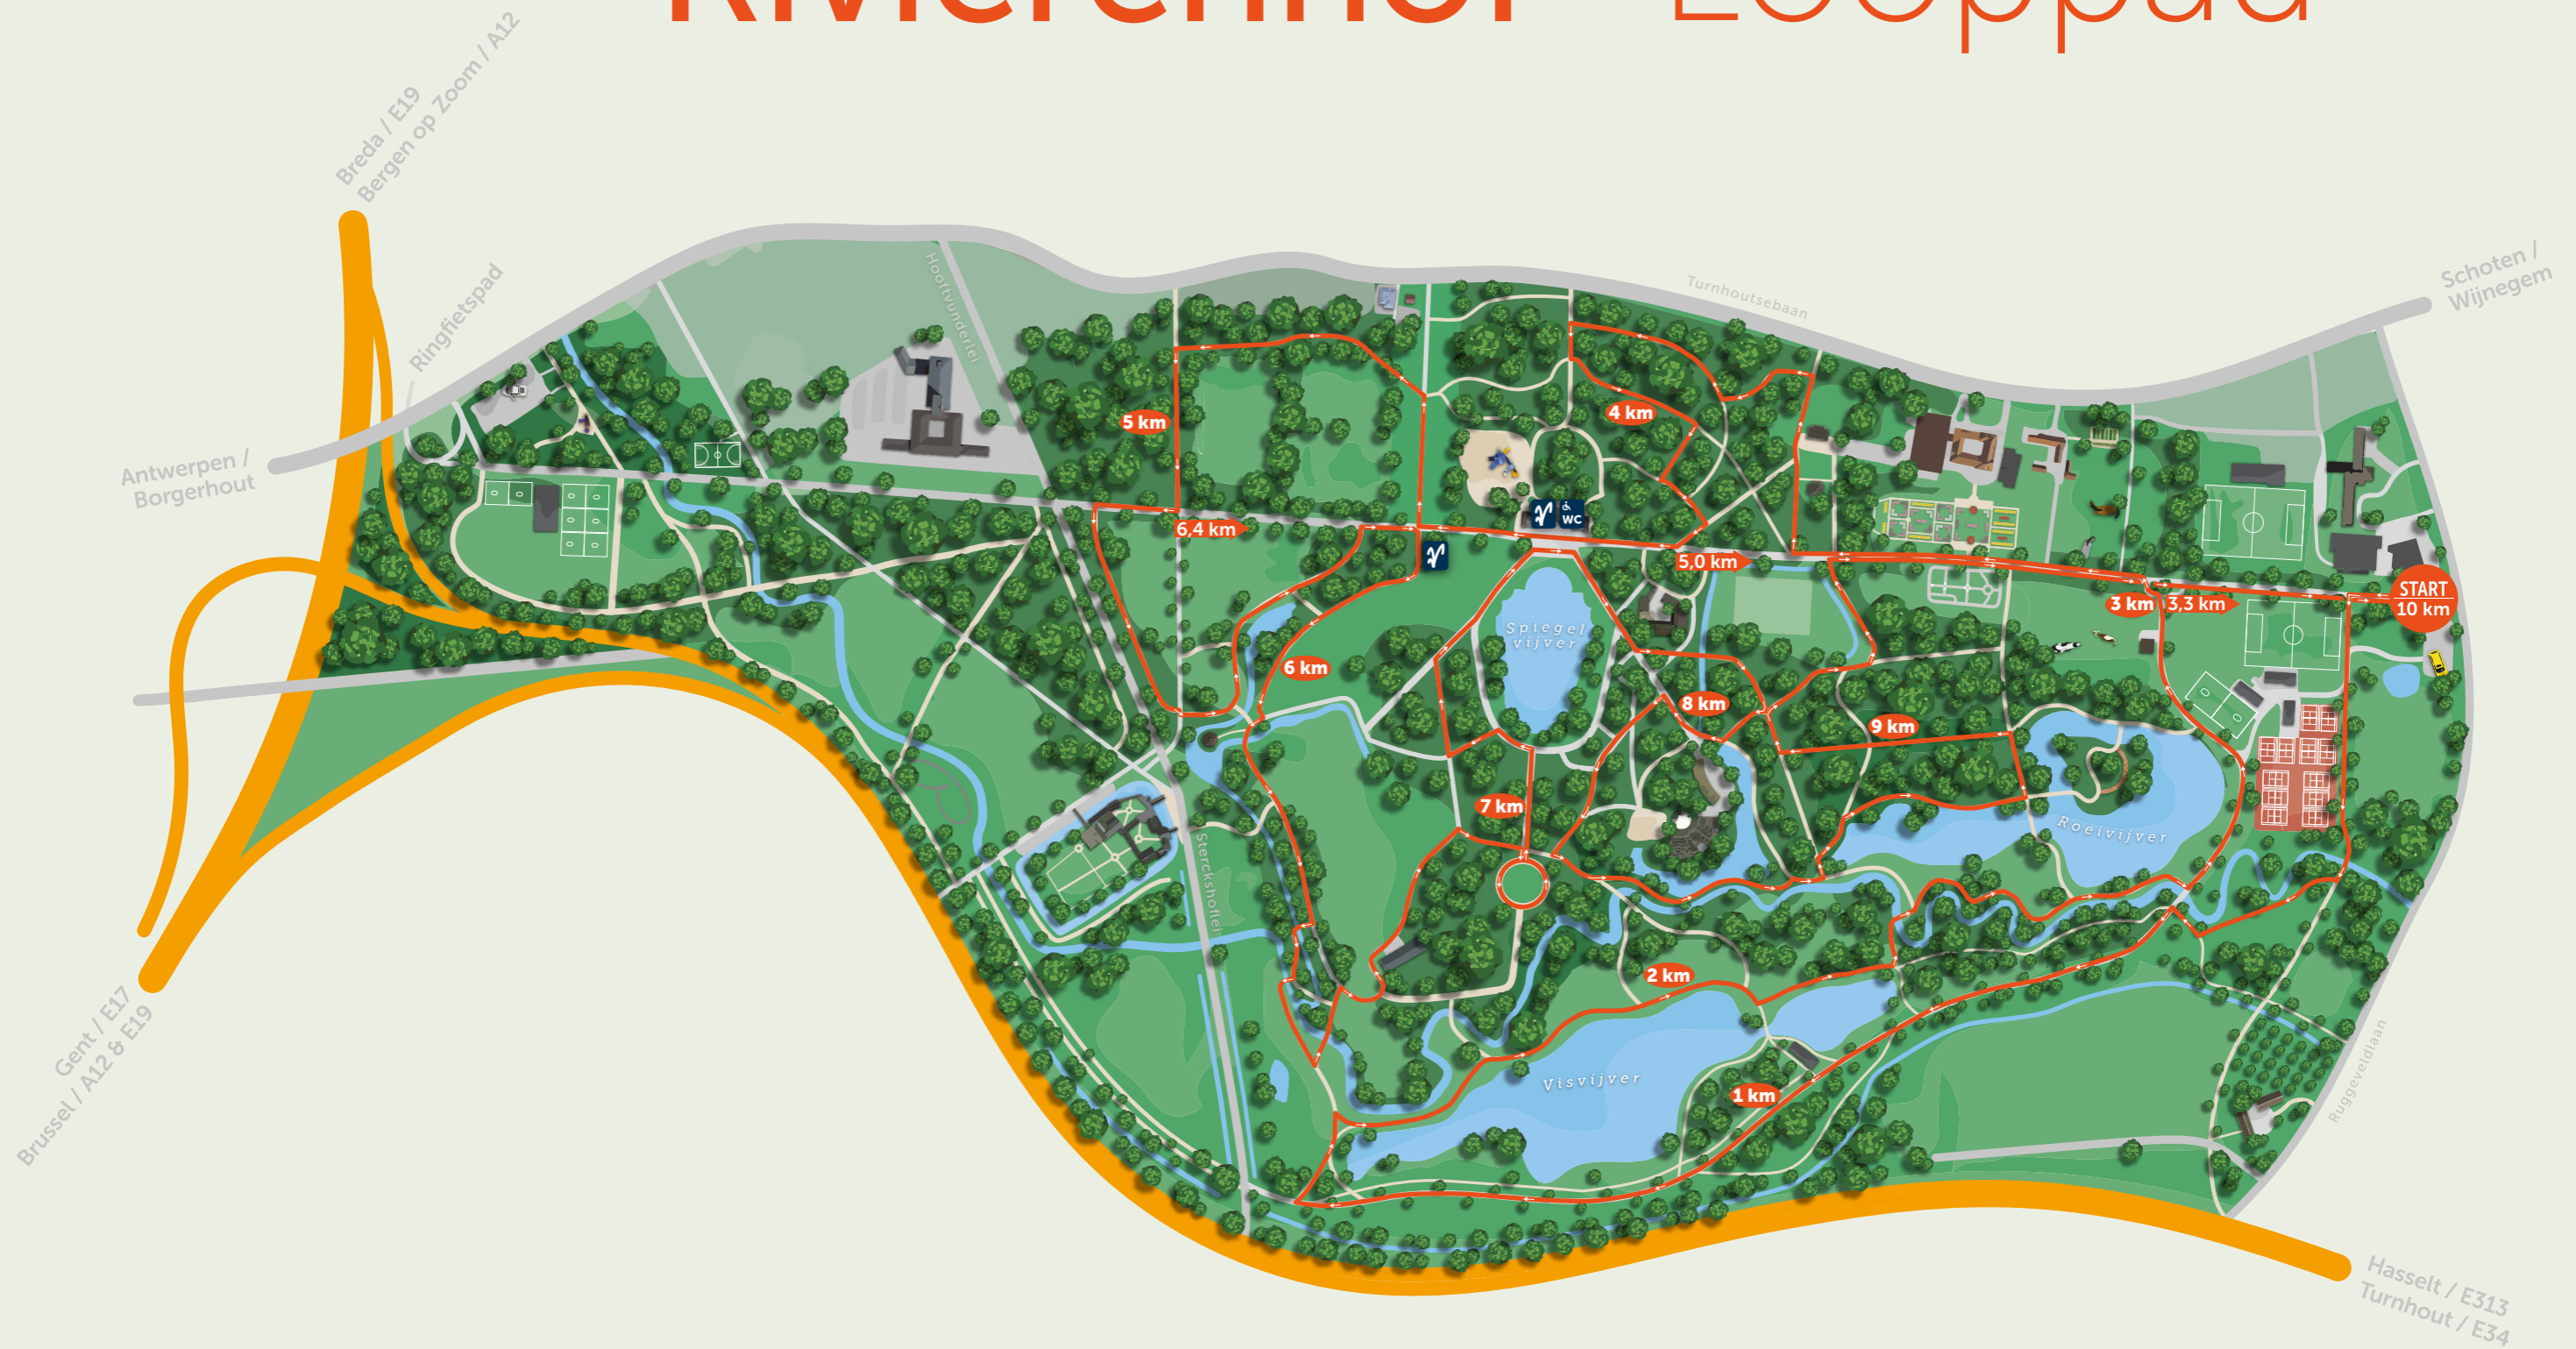 Rivierenhof Looppad
Breda / E19
Bergen op Zoom / A12
Ringfietspad
Hooftvunderlei
Turnhoutsebaan
Schoten /
Wijnegem
Antwerpen /
Borgerhout
5 km
4 km
WC
6,4 km
5,0 km
START
10 km
3 km
3,3 km
Spiegel
vijver
6 km
8 km
9 km
7 km
Roeivijver
Sterckshoflei
2 km
Visvijver
1 km
Ruggeveldlaan
Gent / E17
Brussel / A12 & E19
Hasselt / E313
Turnhout / E34